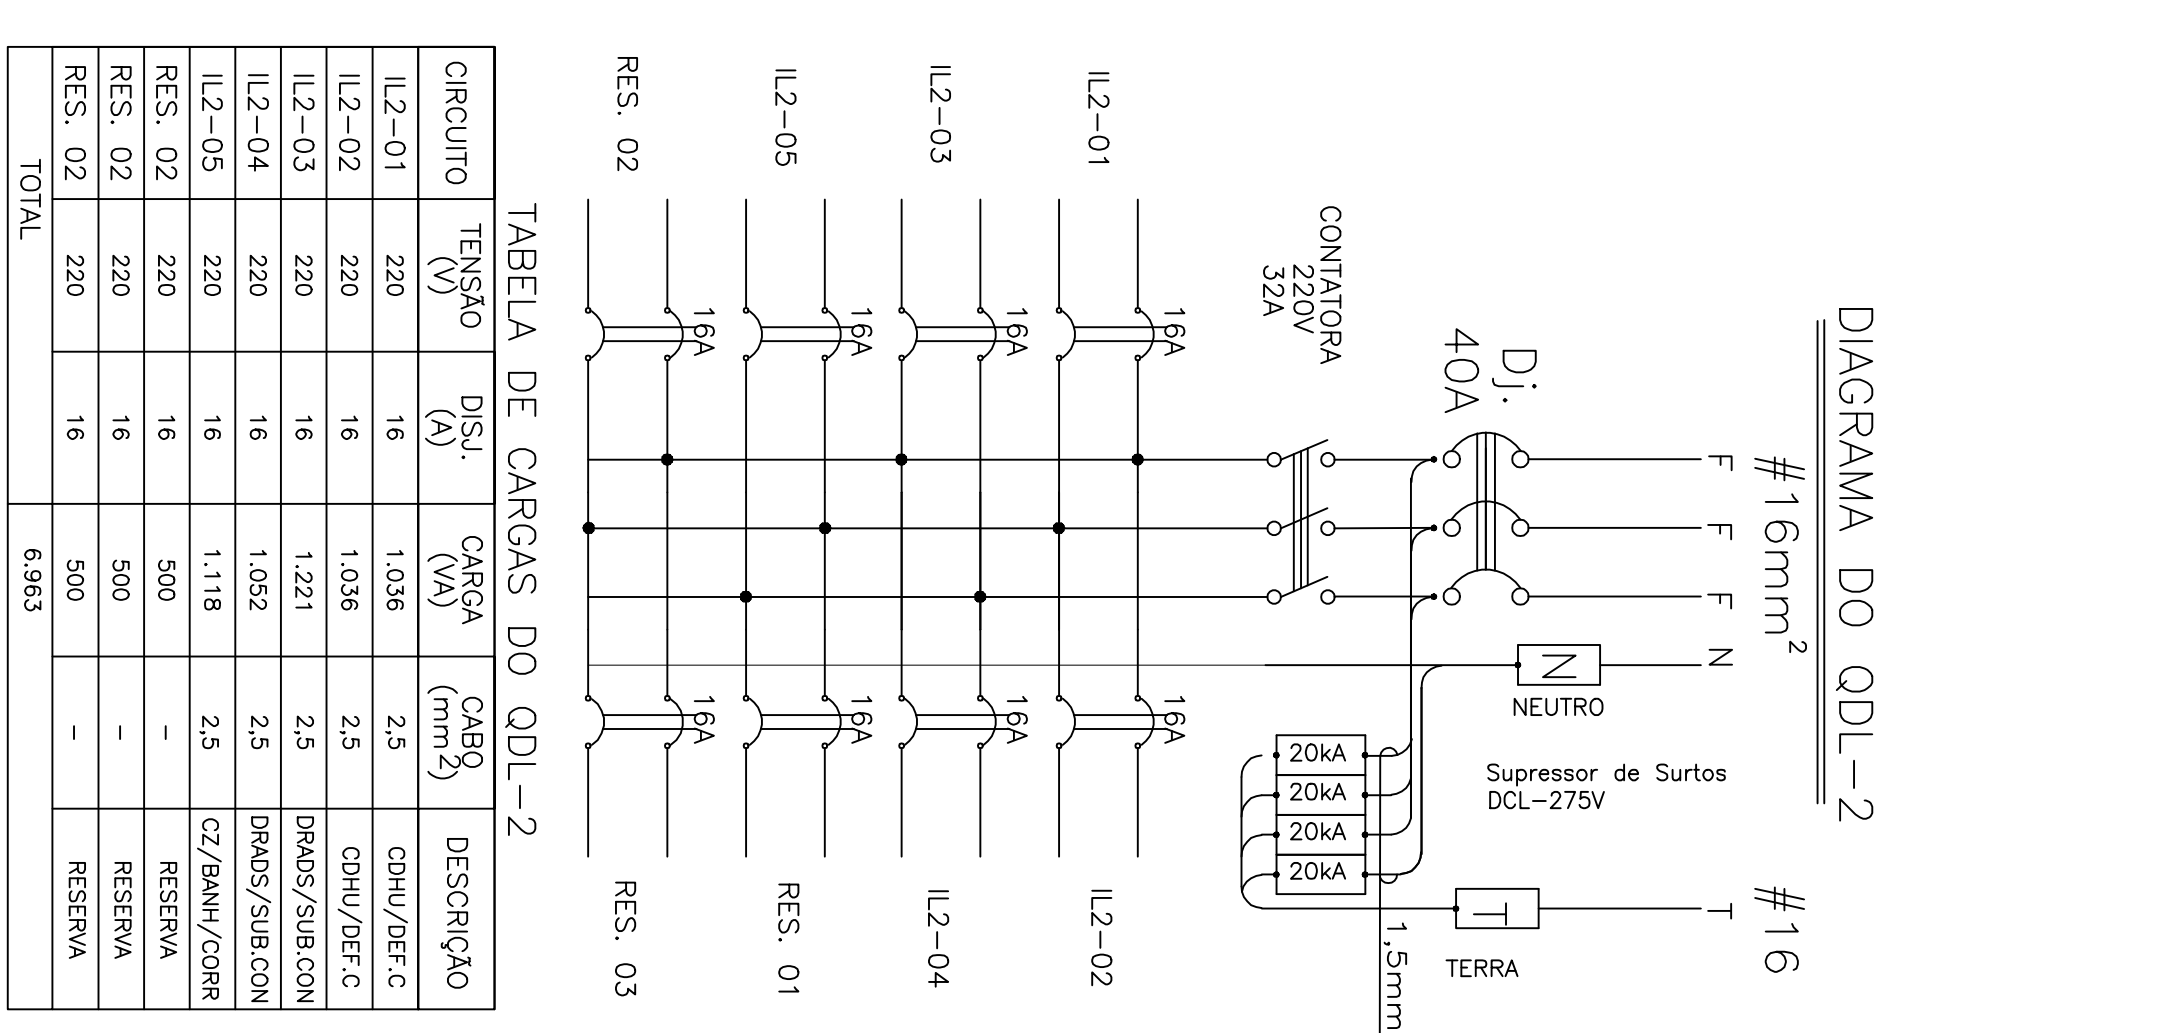 DIAGRAMA DO QDL-2
#16mm²
#16
F
F
F
N
T
Dj.
40A
NEUTRO
TERRA
Supressor de Surtos
DCL-275V
CONTATORA
220V
32A
20kA
20kA
20kA
20kA
1,5mm
IL2-01
16A
16A
IL2-02
IL2-03
16A
16A
IL2-04
IL2-05
16A
16A
RES. 01
RES. 02
16A
16A
RES. 03
TABELA DE CARGAS DO QDL-2
CIRCUITO TENSÃO (V) DISJ. (A) CARGA (VA) CABO (mm2) DESCRIÇÃO
IL2-01 220 16 1.036 2,5 CDHU/DEF.C
IL2-02 220 16 1.036 2,5 CDHU/DEF.C
IL2-03 220 16 1.221 2,5 DRADS/SUB.CON
IL2-04 220 16 1.052 2,5 DRADS/SUB.CON
IL2-05 220 16 1.118 2,5 CZ/BANH/CORR
RES. 02 220 16 500 - RESERVA
RES. 02 220 16 500 - RESERVA
RES. 02 220 16 500 - RESERVA
TOTAL 6.963